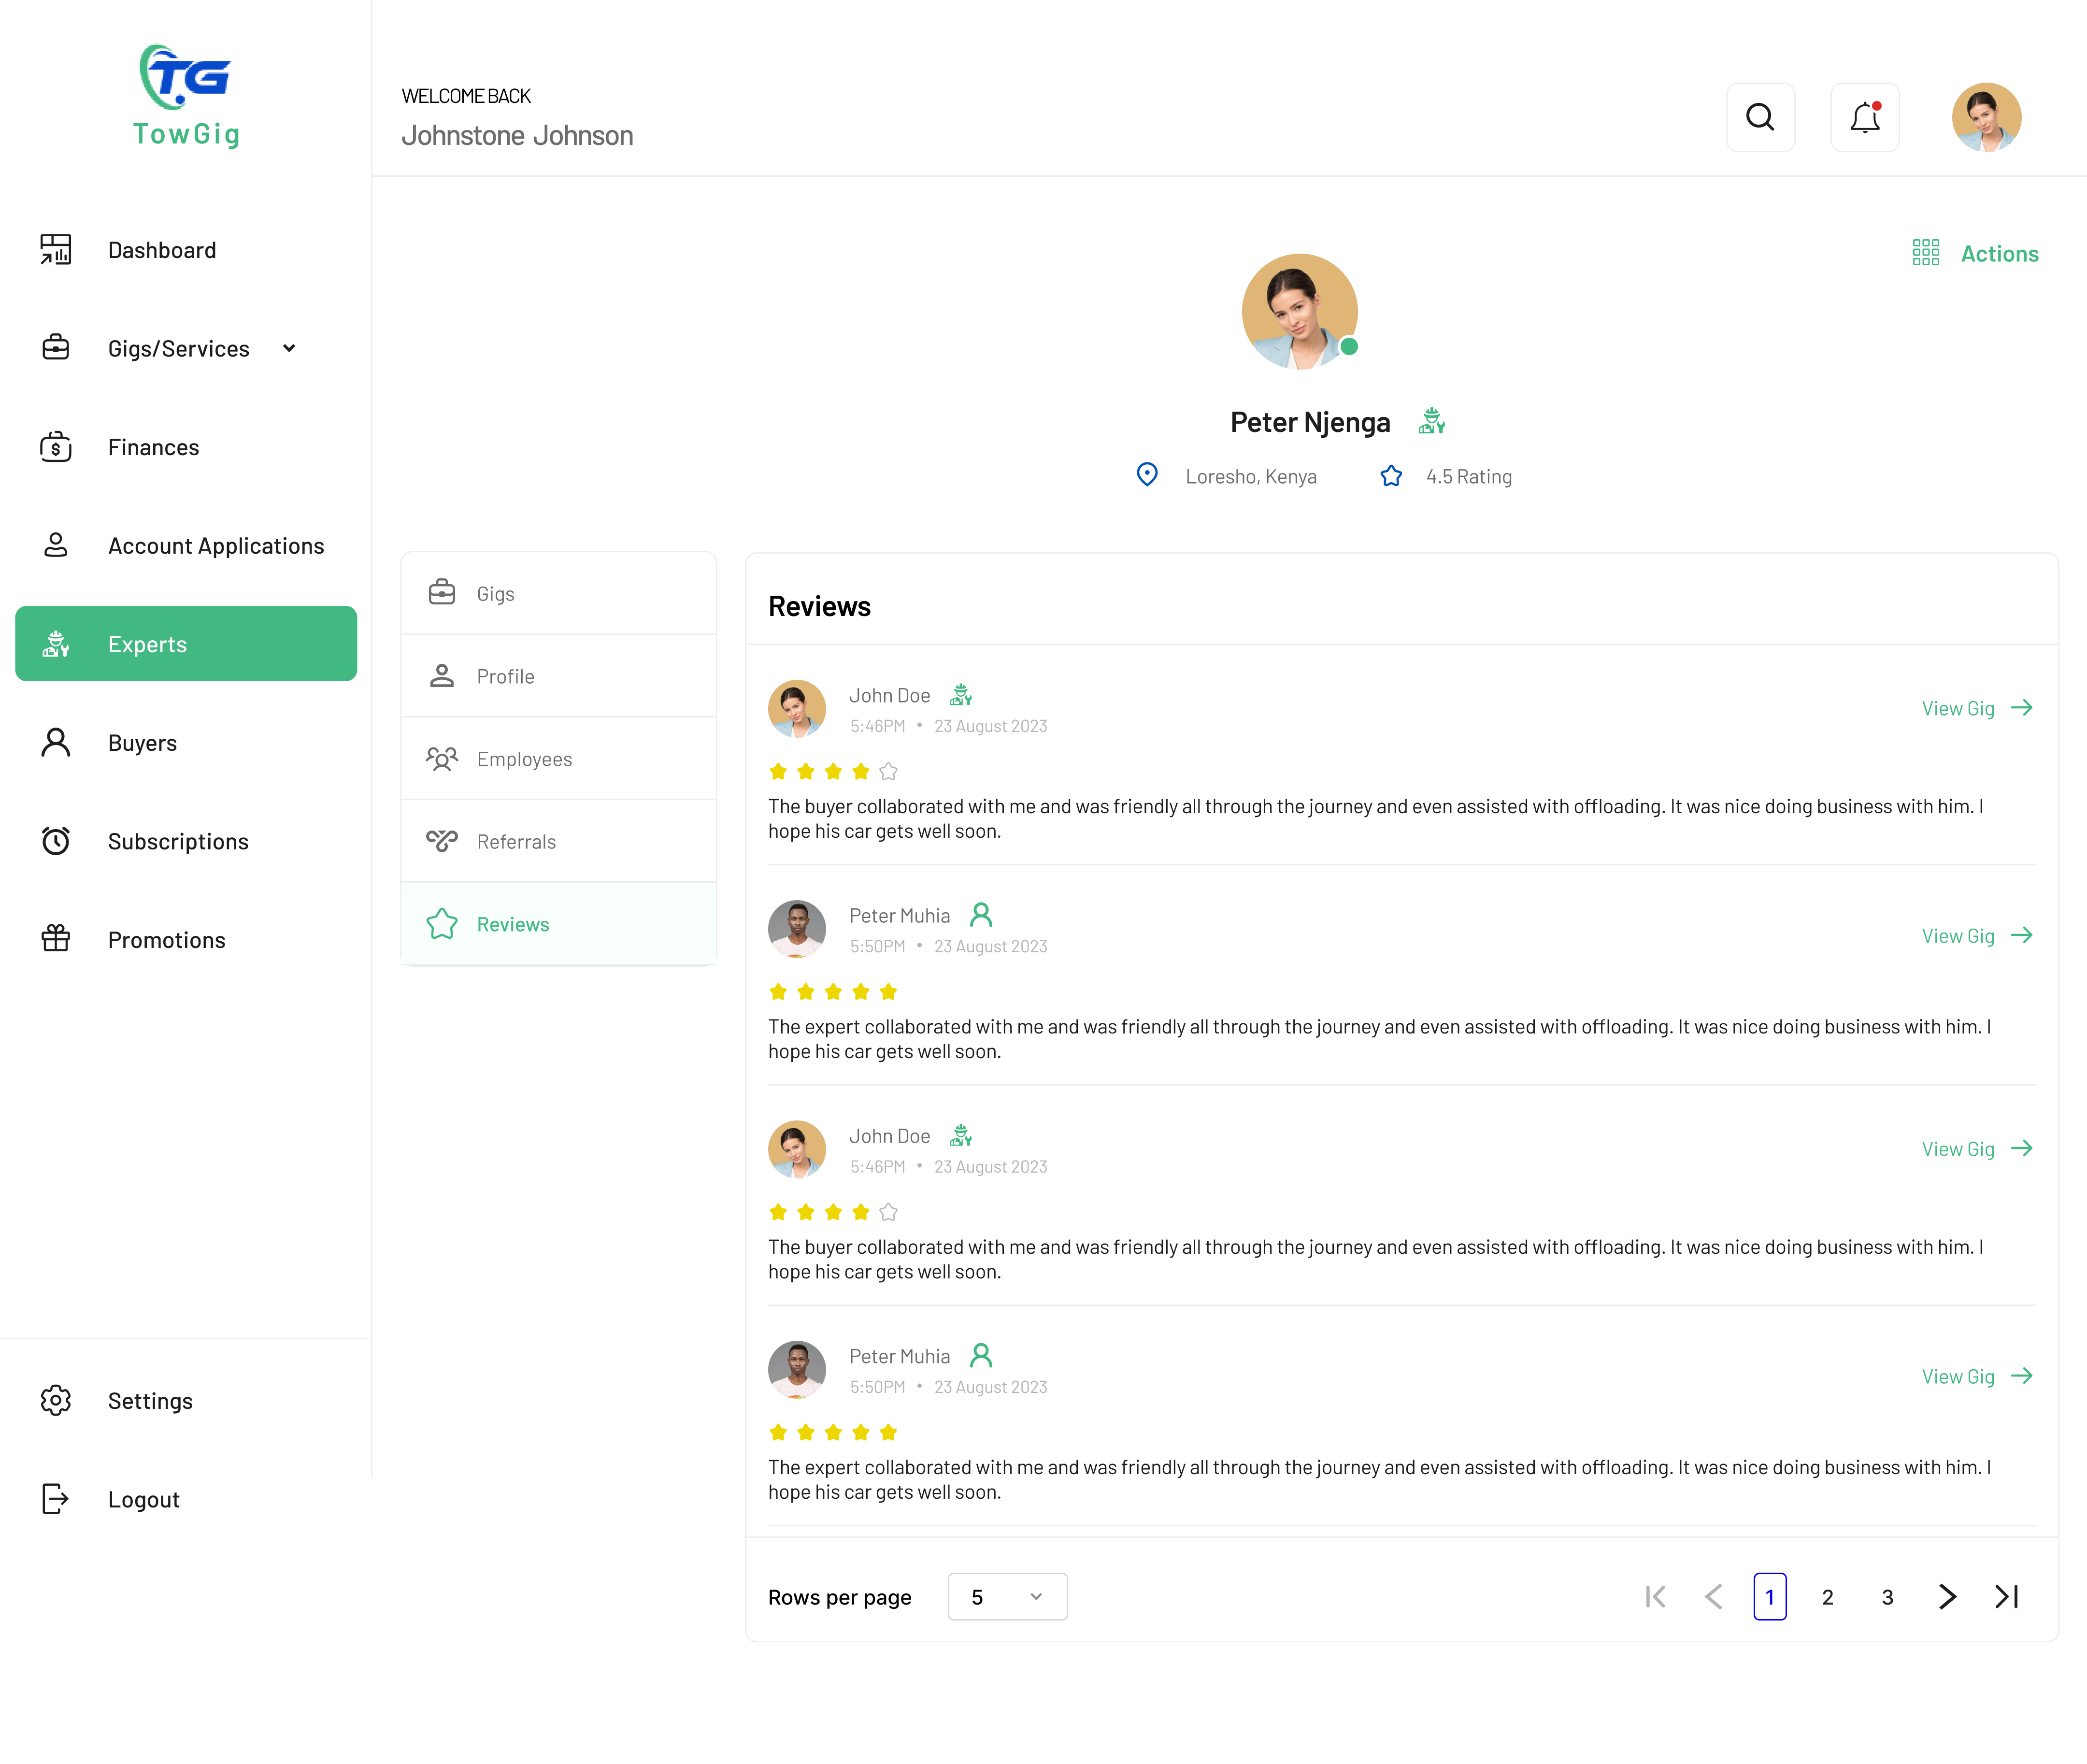 TG
TowGig
WELCOME BACK
Johnstone Johnson
Dashboard
Gigs/Services
Finances
Account Applications
Experts
Buyers
Subscriptions
Promotions
Settings
Logout
Actions
Peter Njenga
Loresho, Kenya
4.5 Rating
Gigs
Profile
Employees
Referrals
Reviews
Reviews
John Doe
5:46PM • 23 August 2023
View Gig
The buyer collaborated with me and was friendly all through the journey and even assisted with offloading. It was nice doing business with him. I
hope his car gets well soon.
Peter Muhia
5:50PM • 23 August 2023
View Gig
The expert collaborated with me and was friendly all through the journey and even assisted with offloading. It was nice doing business with him. I
hope his car gets well soon.
John Doe
5:46PM • 23 August 2023
View Gig
The buyer collaborated with me and was friendly all through the journey and even assisted with offloading. It was nice doing business with him. I
hope his car gets well soon.
Peter Muhia
5:50PM • 23 August 2023
View Gig
The expert collaborated with me and was friendly all through the journey and even assisted with offloading. It was nice doing business with him. I
hope his car gets well soon.
Rows per page 5 1 2 3